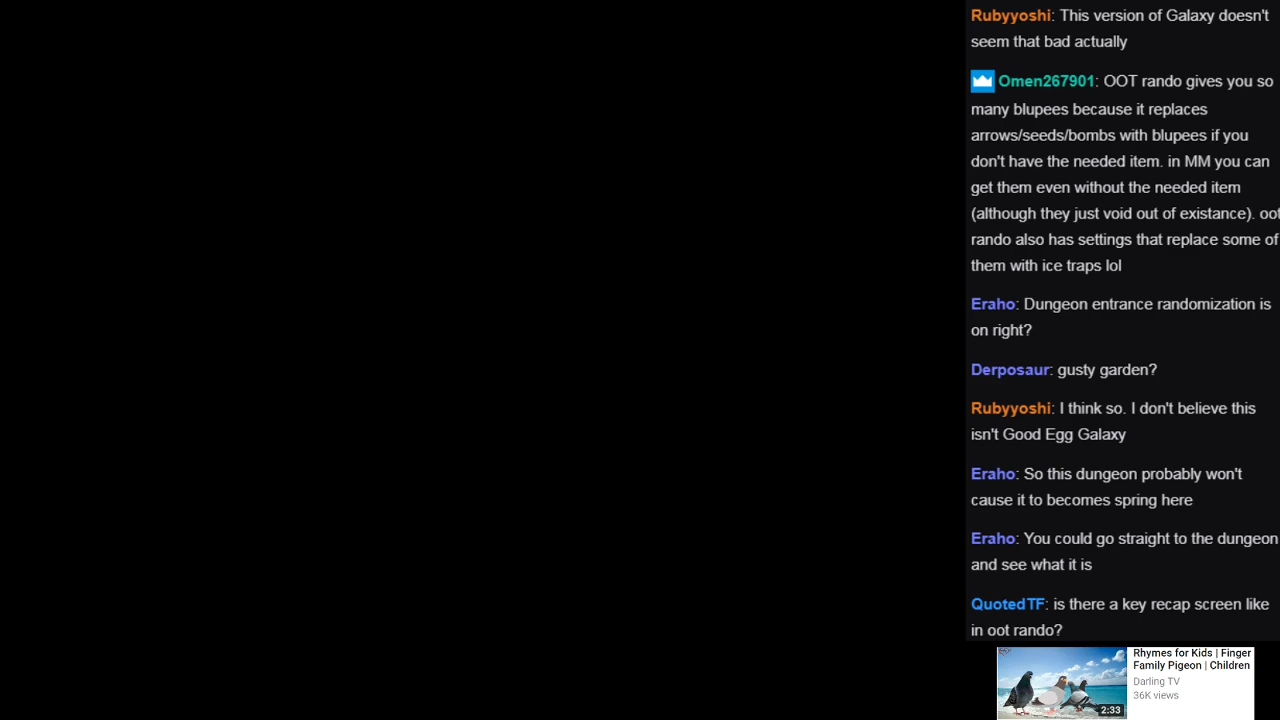 Rubyyoshi: This version of Galaxy doesn't
seem that bad actually
Omen267901: OOT rando gives you so
many blupees because it replaces
arrows/seeds/bombs with blupees if you
don't have the needed item. in MM you can
get them even without the needed item
(although they just void out of existance). oot
rando also has settings that replace some of
them with ice traps lol
Eraho: Dungeon entrance randomization is
on right?
Derposaur: gusty garden?
Rubyyoshi: I think so. I don't believe this
isn't Good Egg Galaxy
Eraho: So this dungeon probably won't
cause it to becomes spring here
Eraho: You could go straight to the dungeon
and see what it is
QuotedTF: is there a key recap screen like
in oot rando?
Rhymes for Kids | Finger
Family Pigeon | Children
Darling TV
36K views
2:33